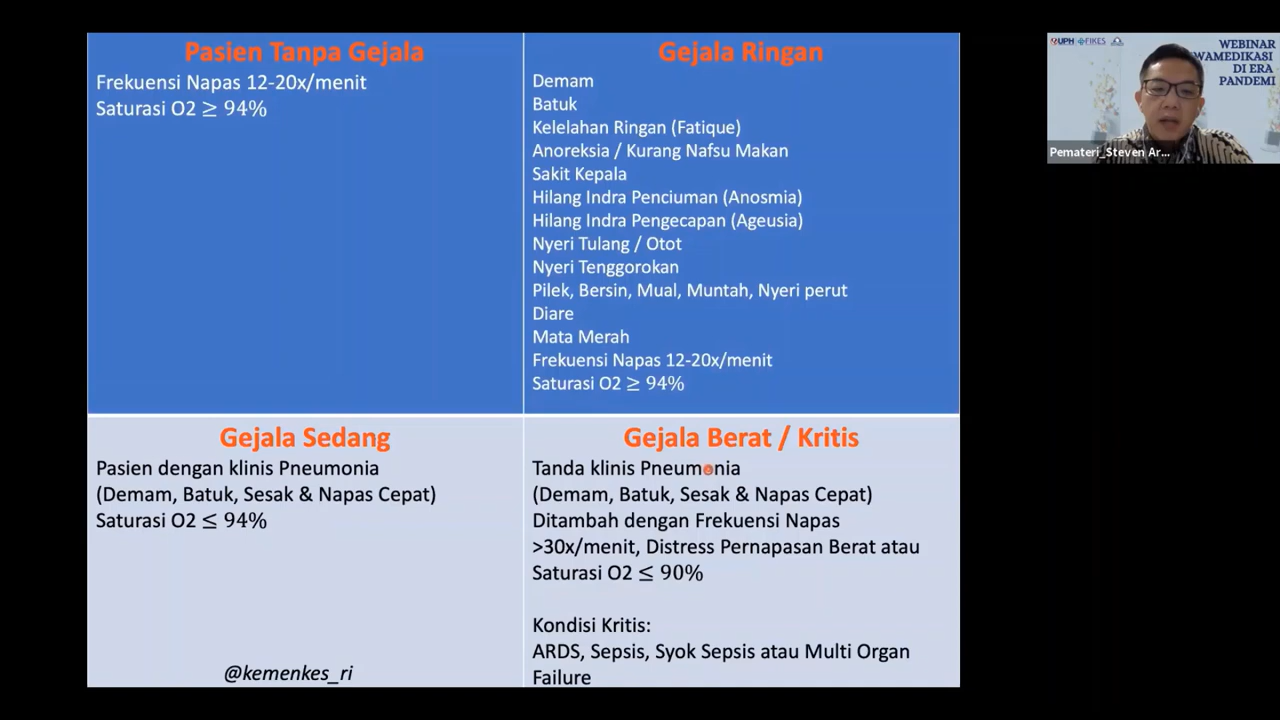 Pasien Tanpa Gejala
Frekuensi Napas 12-20x/menit
Saturasi O2 ≥ 94%
Gejala Ringan
Demam
Batuk
Kelelahan Ringan (Fatique)
Anoreksia / Kurang Nafsu Makan
Sakit Kepala
Hilang Indra Penciuman (Anosmia)
Hilang Indra Pengecapan (Ageusia)
Nyeri Tulang / Otot
Nyeri Tenggorokan
Pilek, Bersin, Mual, Muntah, Nyeri perut
Diare
Mata Merah
Frekuensi Napas 12-20x/menit
Saturasi O2 ≥ 94%
Gejala Sedang
Pasien dengan klinis Pneumonia
(Demam, Batuk, Sesak & Napas Cepat)
Saturasi O2 ≤ 94%
@kemenkes_ri
Gejala Berat / Kritis
Tanda klinis Pneumonia
(Demam, Batuk, Sesak & Napas Cepat)
Ditambah dengan Frekuensi Napas
>30x/menit, Distress Pernapasan Berat atau
Saturasi O2 ≤ 90%
Kondisi Kritis:
ARDS, Sepsis, Syok Sepsis atau Multi Organ
Failure
UPH FIKES
WEBINAR
WAMEDIKASI
DI ERA
PANDEMI
Pemateri_Steven Ar...